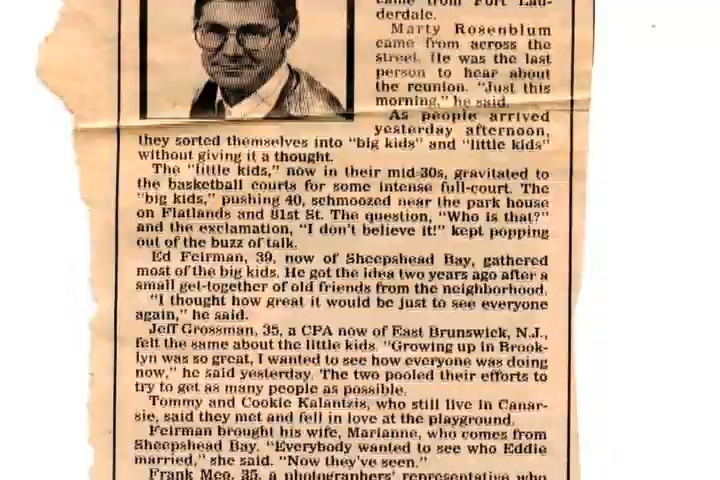 came from Fort Lau-
derdale.
Marty Rosenblum
came from across the
street. He was the last
person to hear about
the reunion. "Just this
morning," he said.
As people arrived
yesterday afternoon,
they sorted themselves into "big kids" and "little kids"
without giving it a thought.
The "little kids," now in their mid-30s, gravitated to
the basketball courts for some intense full-court. The
"big kids," pushing 40, schmoozed near the park house
on Flatlands and 81st St. The question, "Who is that?"
and the exclamation, "I don't believe it!" kept popping
out of the buzz of talk.
Ed Feirman, 39, now of Sheepshead Bay, gathered
most of the big kids. He got the idea two years ago after a
small get-together of old friends from the neighborhood.
"I thought how great it would be just to see everyone
again," he said.
Jeff Grossman, 35, a CPA now of East Brunswick, N.J.,
felt the same about the little kids. "Growing up in Brook-
lyn was so great, I wanted to see how everyone was doing
now," he said yesterday. The two pooled their efforts to
try to get as many people as possible.
Tommy and Cookie Kalantzis, who still live in Canar-
sie, said they met and fell in love at the playground.
Feirman brought his wife, Marianne, who comes from
Sheepshead Bay. "Everybody wanted to see who Eddie
married," she said. "Now they've seen."
Frank Meo, 35, a photographers' representative who